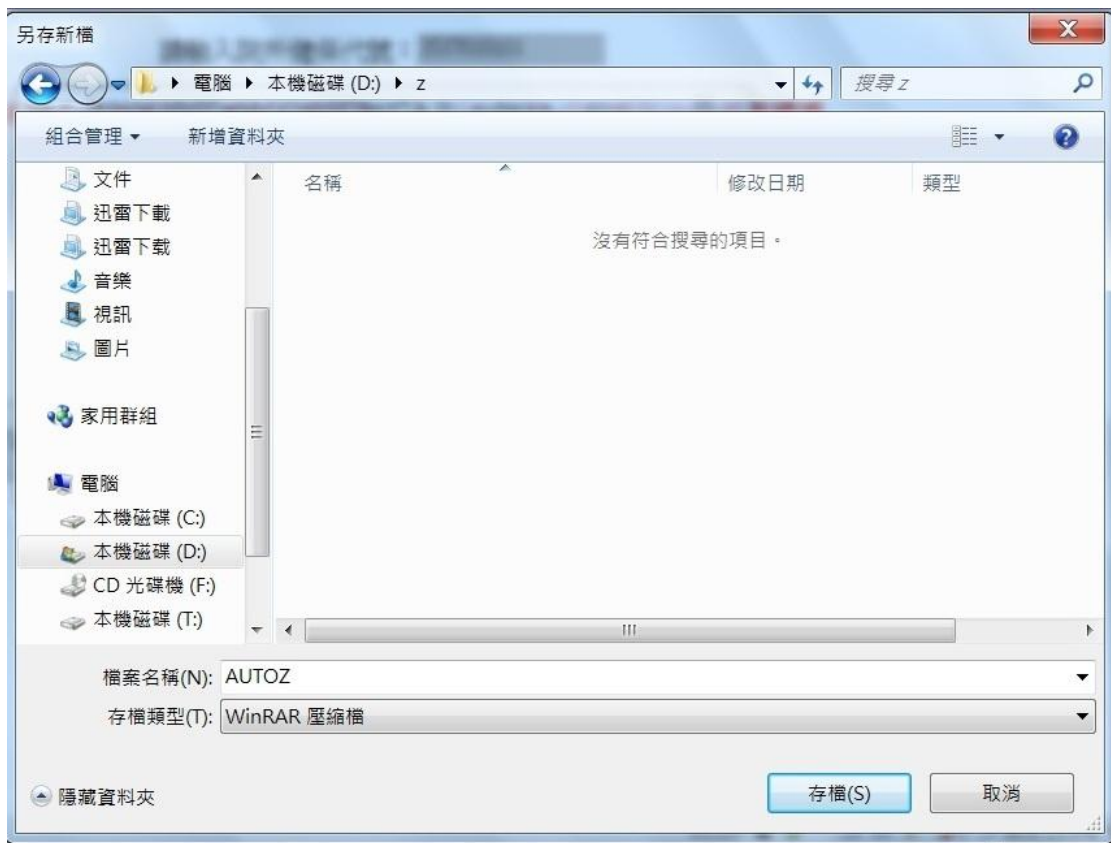 另存新檔
電腦 本機磁碟 (D:) z
搜尋 z
組合管理 新增資料夾
名稱 修改日期 類型
沒有符合搜尋的項目。
文件
迅雷下載
迅雷下载
音樂
視訊
圖片
家用群組
電腦
本機磁碟 (C:)
本機磁碟 (D:)
CD 光碟機 (F:)
本機磁碟 (T:)
檔案名稱(N): AUTOZ
存檔類型(T): WinRAR 壓縮檔
隱藏資料夾 存檔(S) 取消